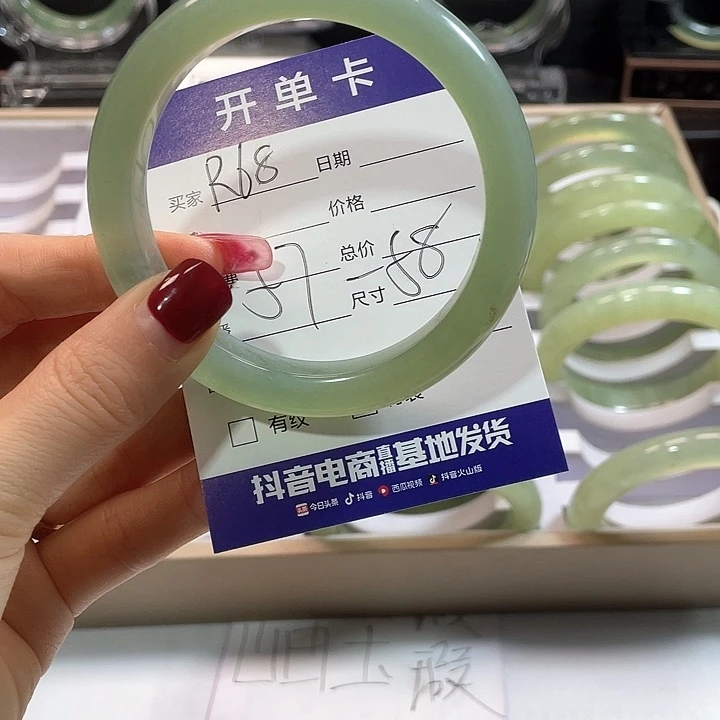 开单卡
买家 R68 日期
价格
57 总价
—58 尺寸
有纹
抖音电商直播基地发货
今日头条 抖音 西瓜视频 抖音火山版